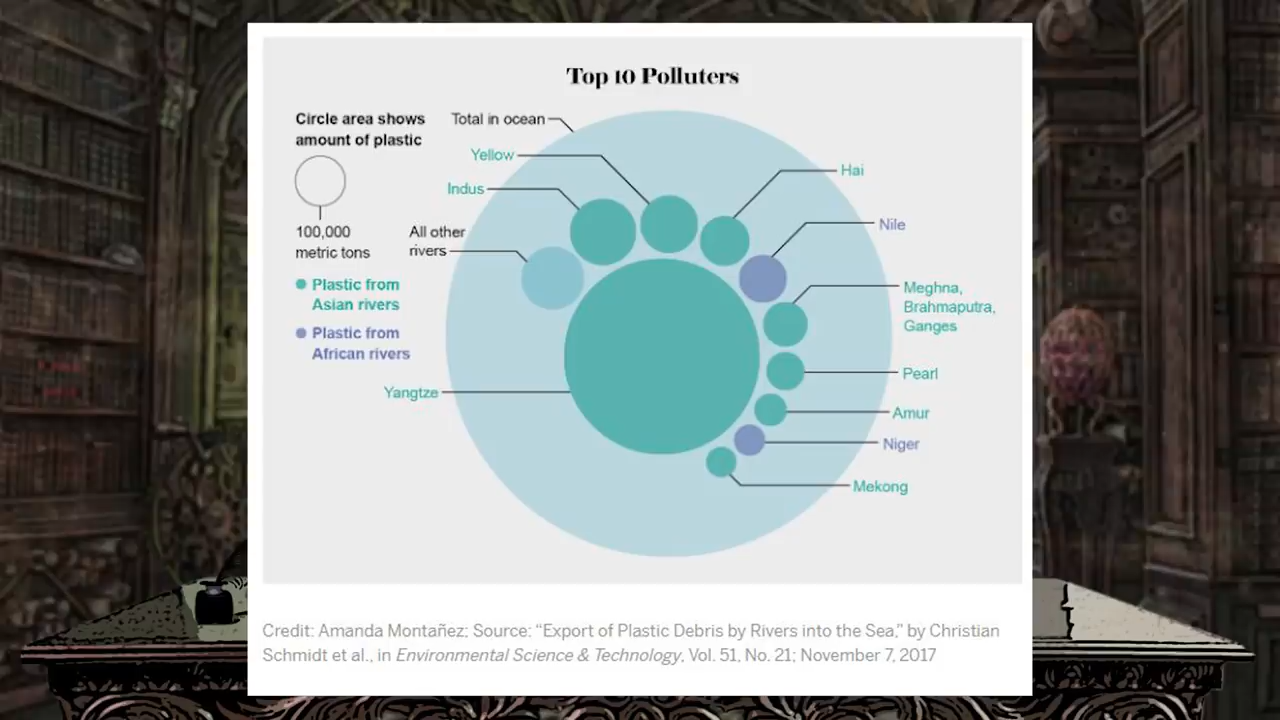 Top 10 Polluters
Circle area shows
amount of plastic
100,000
metric tons
Plastic from
Asian rivers
Plastic from
African rivers
Total in ocean
Yellow
Indus
All other
rivers
Yangtze
Hai
Nile
Meghna,
Brahmaputra,
Ganges
Pearl
Amur
Niger
Mekong
Credit: Amanda Montañez; Source: “Export of Plastic Debris by Rivers into the Sea,” by Christian
Schmidt et al., in Environmental Science & Technology, Vol. 51, No. 21; November 7, 2017